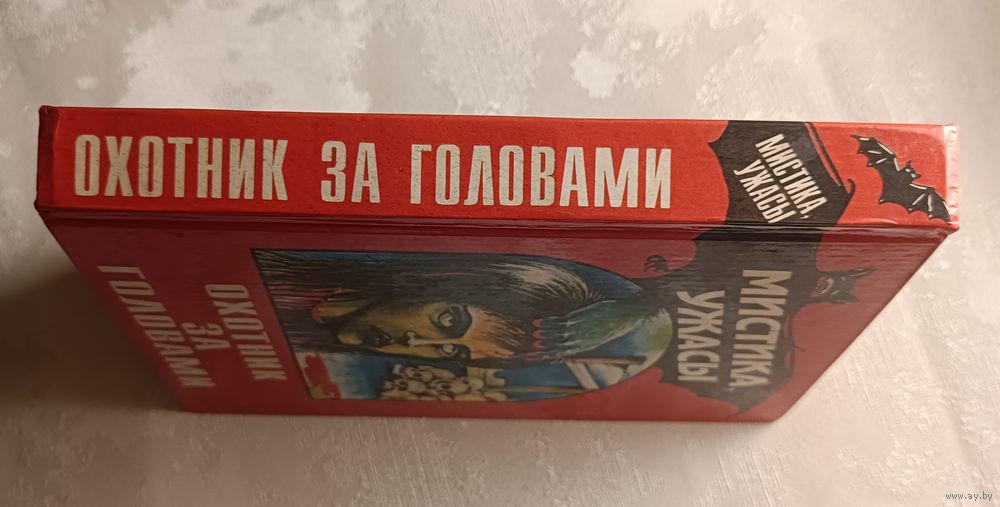 ОХОТНИК ЗА ГОЛОВАМИ
МИСТИКА,
УЖАСЫ
МИСТИКА,
УЖАСЫ
ОХОТНИК
ЗА
ГОЛОВАМИ
www.ay.by